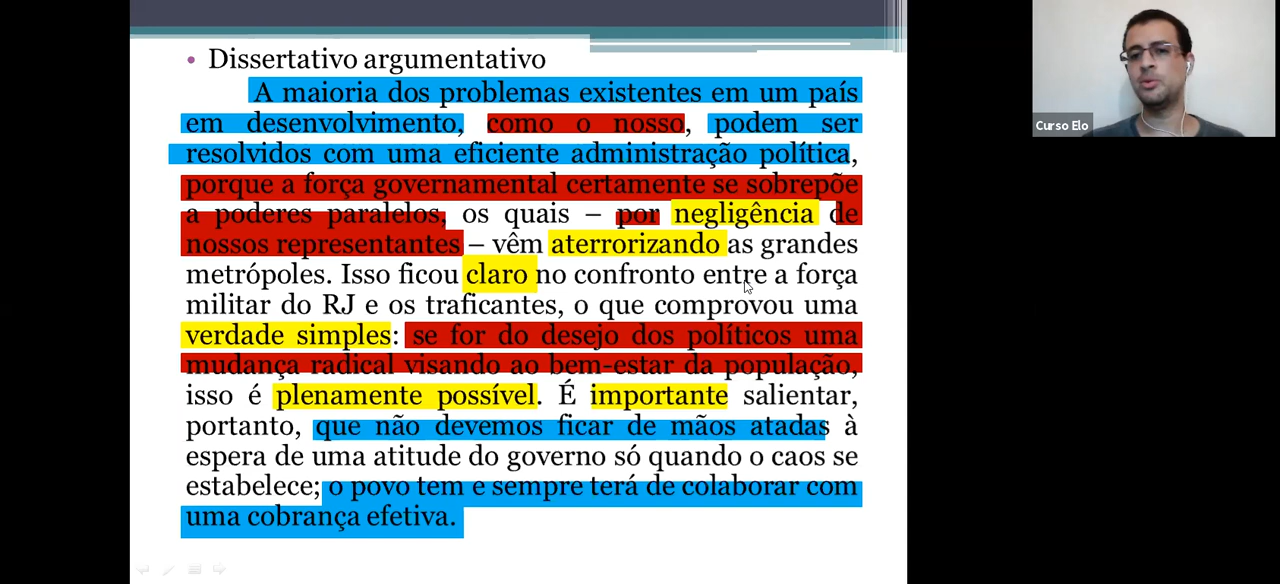 Dissertativo argumentativo
A maioria dos problemas existentes em um país
em desenvolvimento, como o nosso, podem ser
resolvidos com uma eficiente administração política,
porque a força governamental certamente se sobrepõe
a poderes paralelos, os quais – por negligência de
nossos representantes – vêm aterrorizando as grandes
metrópoles. Isso ficou claro no confronto entre a força
militar do RJ e os traficantes, o que comprovou uma
verdade simples: se for do desejo dos políticos uma
mudança radical visando ao bem-estar da população,
isso é plenamente possível. É importante salientar,
portanto, que não devemos ficar de mãos atadas à
espera de uma atitude do governo só quando o caos se
estabelece; o povo tem e sempre terá de colaborar com
uma cobrança efetiva.
Curso Elo